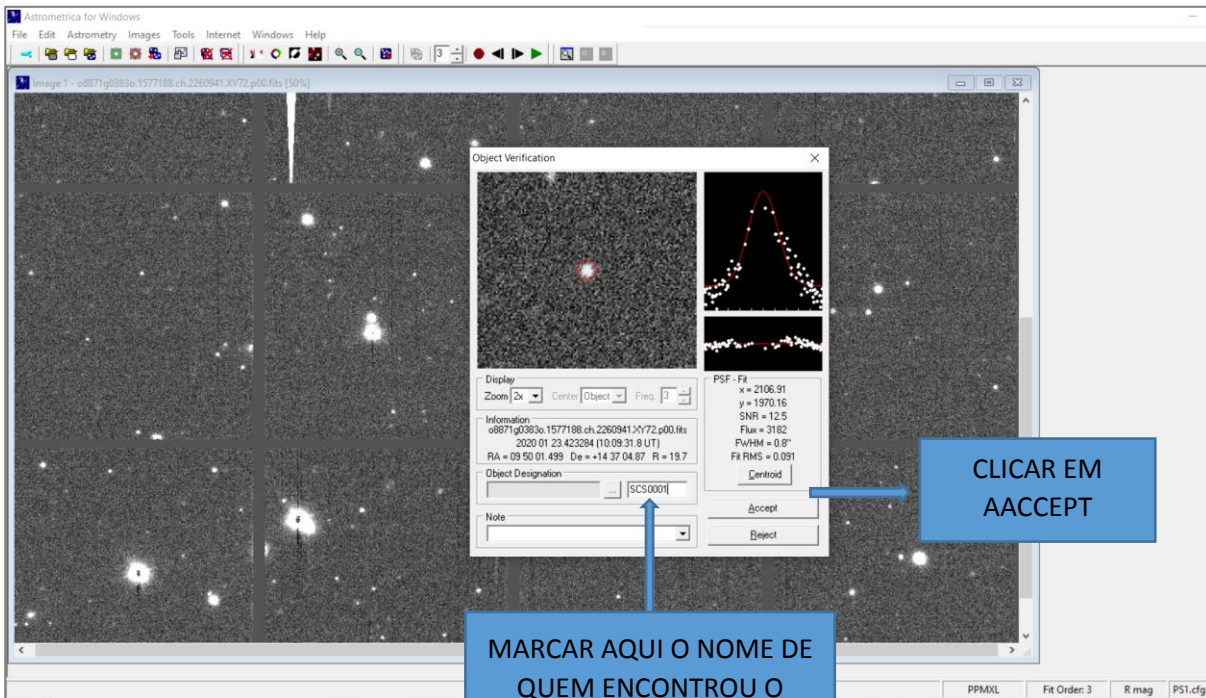 Astrometrica for Windows
File Edit Astrometry Images Tools Internet Windows Help
3
Image 1 - o8871g0383o.1577188.ch.2260941.XY72.p00.fits [50%]
Object Verification
Display
Zoom 2x Center Object Freq. 3
Information
o8871g0383o.1577188.ch.2260941.XY72.p00.fits
2020 01 23.423284 (10:09:31.8 UT)
RA = 09 50 01.499 De = +14 37 04.87 R = 19.7
Object Designation
... SCS0001
Note
PSF - Fit
x = 2106.91
y = 1970.16
SNR = 12.5
Flux = 3182
FWHM = 0.8"
Fit RMS = 0.091
Centroid
Accept
Reject
CLICAR EM
AACCEPT
MARCAR AQUI O NOME DE
QUEM ENCONTROU O
PPMXL Fit Order: 3 R mag PS1.cfg